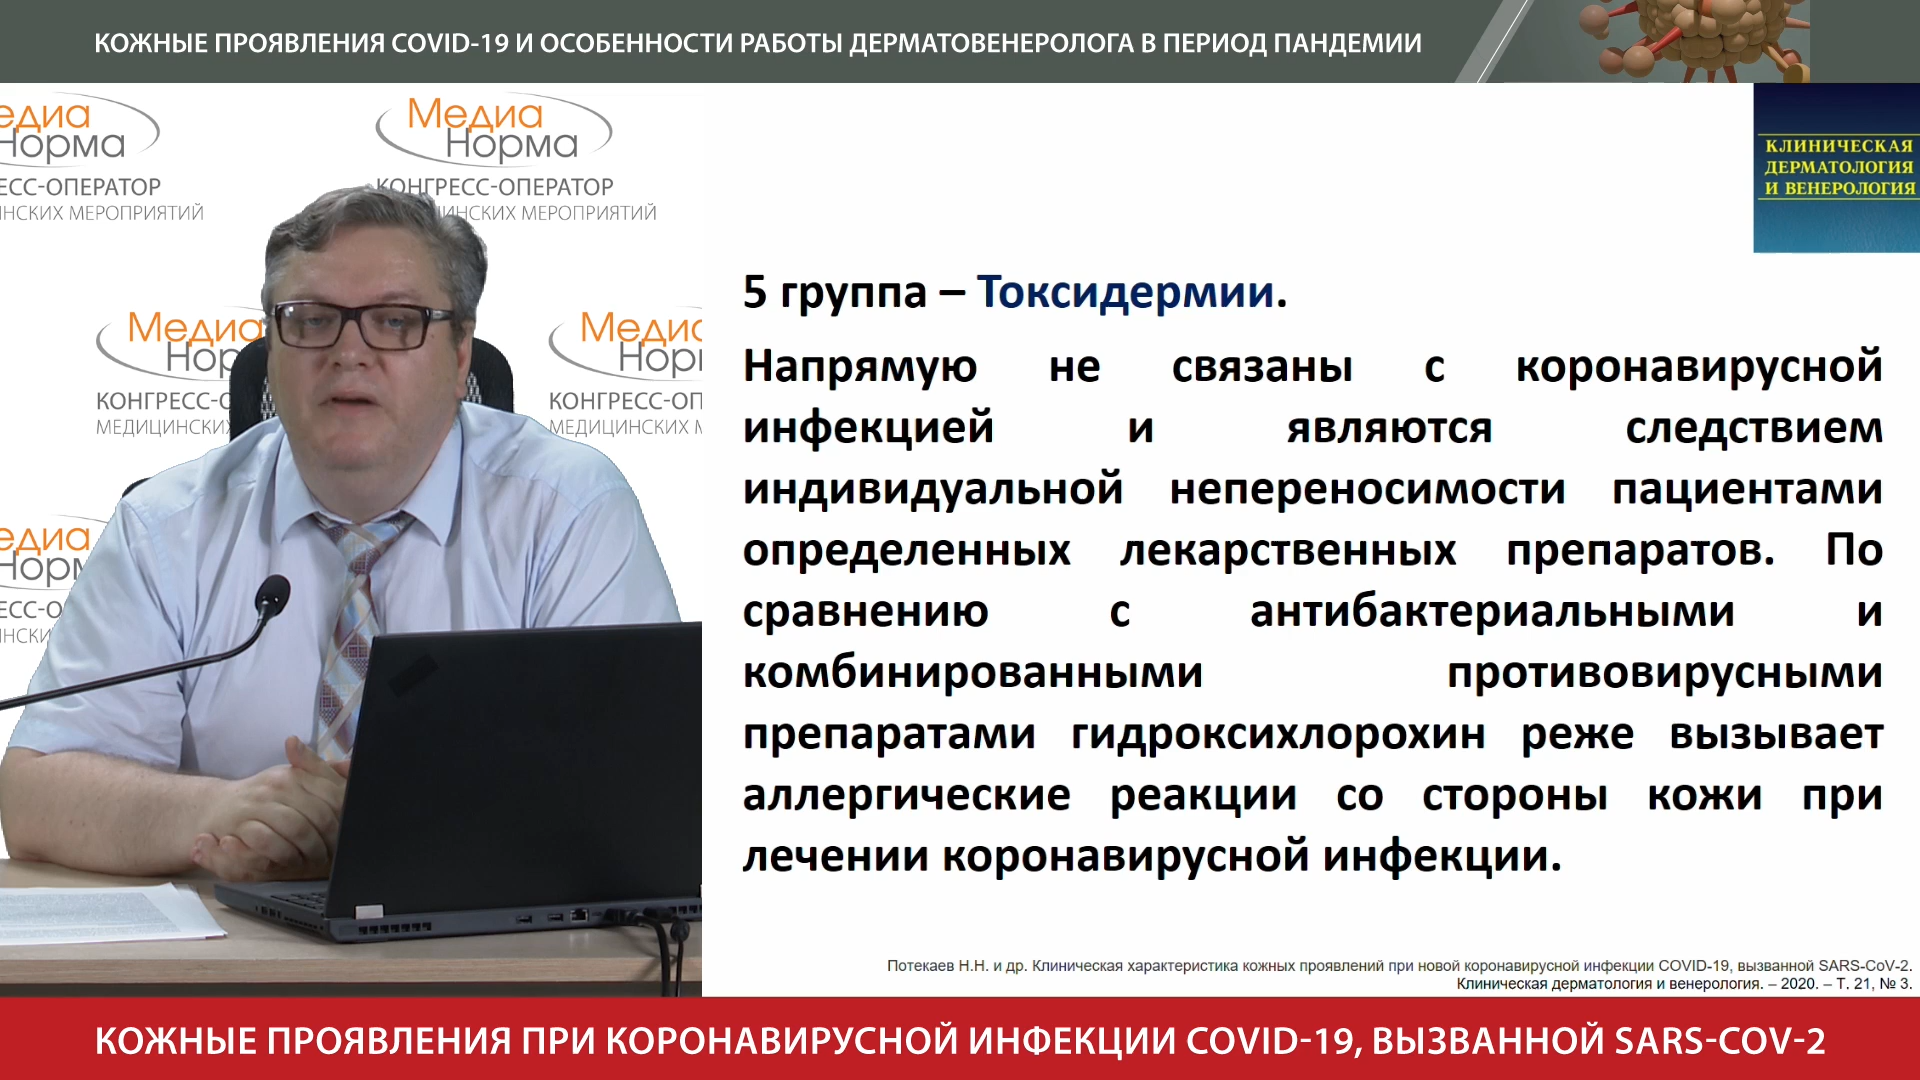 КОЖНЫЕ ПРОЯВЛЕНИЯ COVID-19 И ОСОБЕННОСТИ РАБОТЫ ДЕРМАТОВЕНЕРОЛОГА В ПЕРИОД ПАНДЕМИИ
Медиа
Норма
КОНГРЕСС-ОПЕРАТОР
МЕРОПРИЯТИЙ
МЕРОПРИЯТИЙ
КЛИНИЧЕСКАЯ
ДЕРМАТОЛОГИЯ
И ВЕНЕРОЛОГИЯ
5 группа – Токсидермии.
Напрямую не связаны с коронавирусной
инфекцией и являются следствием
индивидуальной непереносимости пациентами
определенных лекарственных препаратов. По
сравнению с антибактериальными и
комбинированными противовирусными
препаратами гидроксихлорохин реже вызывает
аллергические реакции со стороны кожи при
лечении коронавирусной инфекции.
Потекаев Н.Н. и др. Клиническая характеристика кожных проявлений при новой коронавирусной инфекции COVID-19, вызванной SARS-CoV-2.
Клиническая дерматология и венерология. – 2020. – Т. 21, № 3.
КОЖНЫЕ ПРОЯВЛЕНИЯ ПРИ КОРОНАВИРУСНОЙ ИНФЕКЦИИ COVID-19, ВЫЗВАННОЙ SARS-COV-2